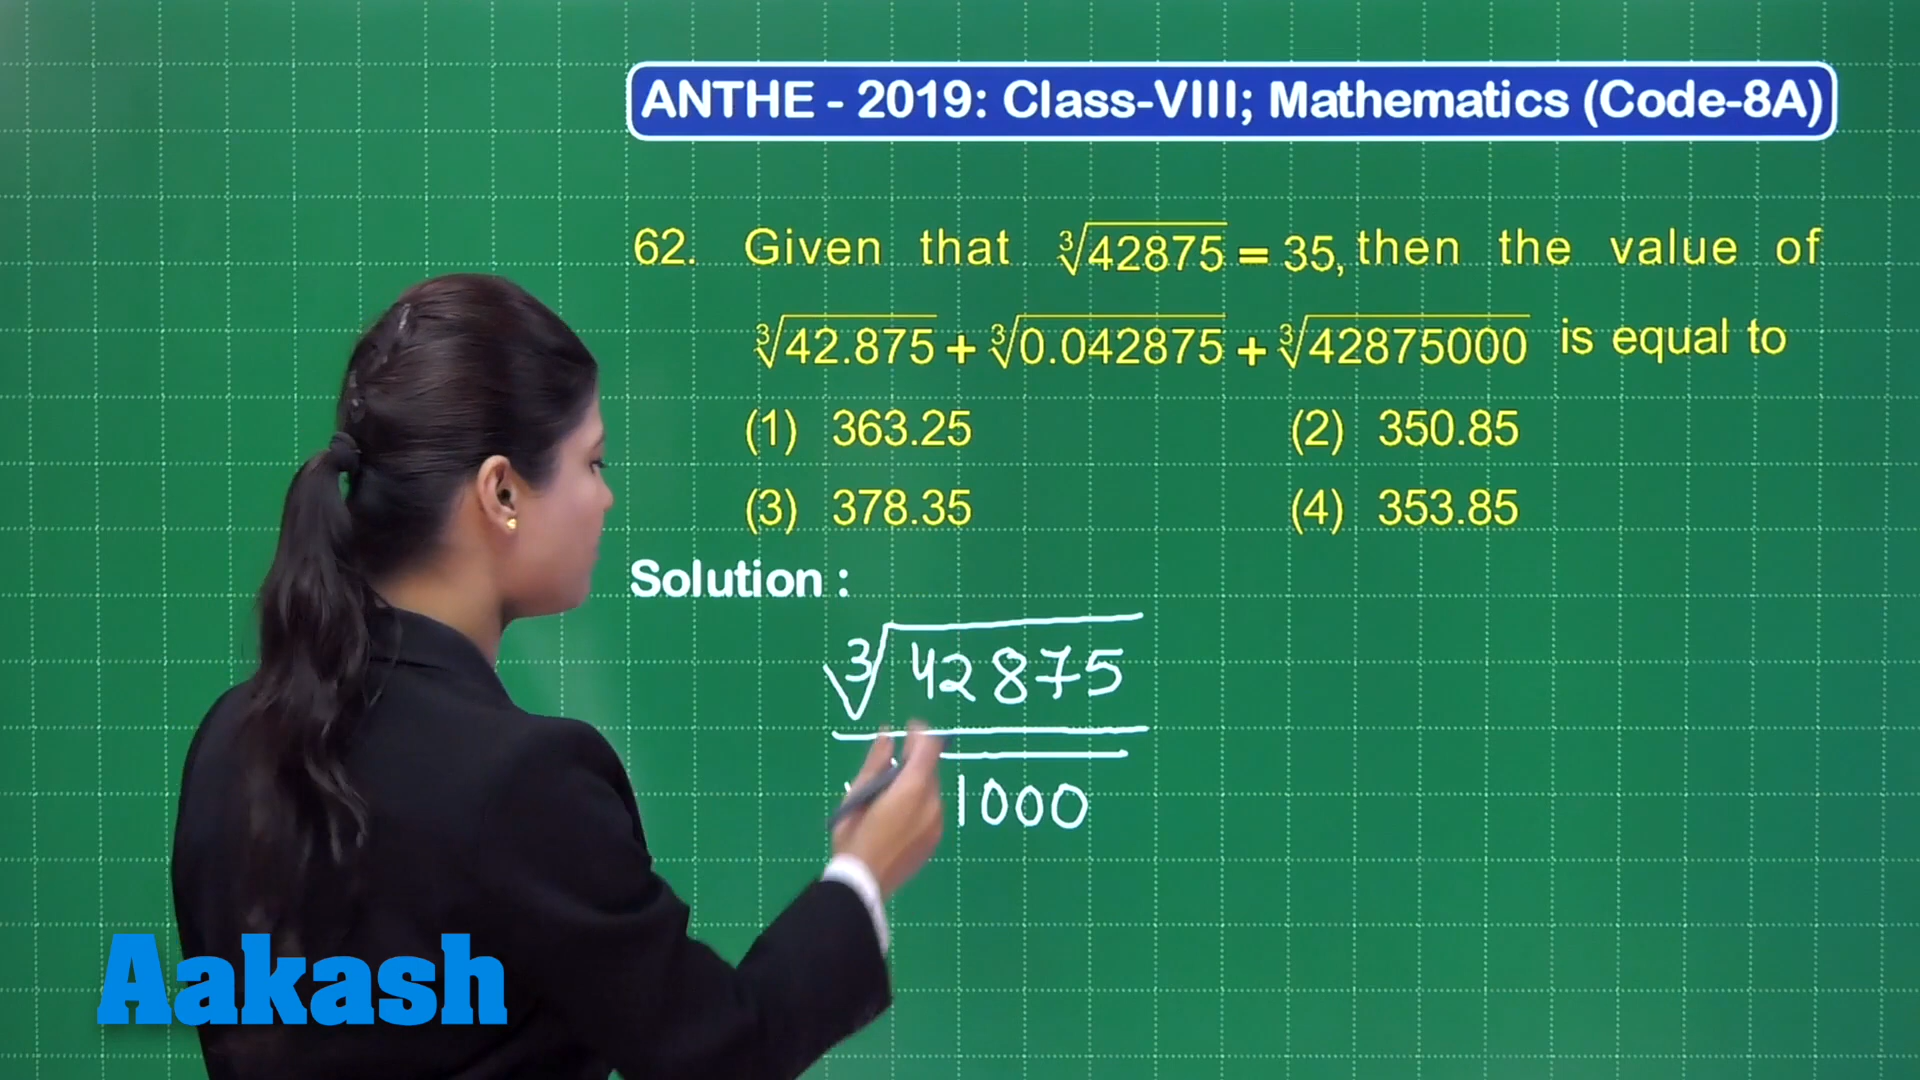 ANTHE - 2019: Class-VIII; Mathematics (Code-8A)
62. Given that ∛42875 = 35, then the value of
∛42.875 + ∛0.042875 + ∛42875000 is equal to
(1) 363.25 (2) 350.85
(3) 378.35 (4) 353.85
Solution :
∛42875
1000
Aakash